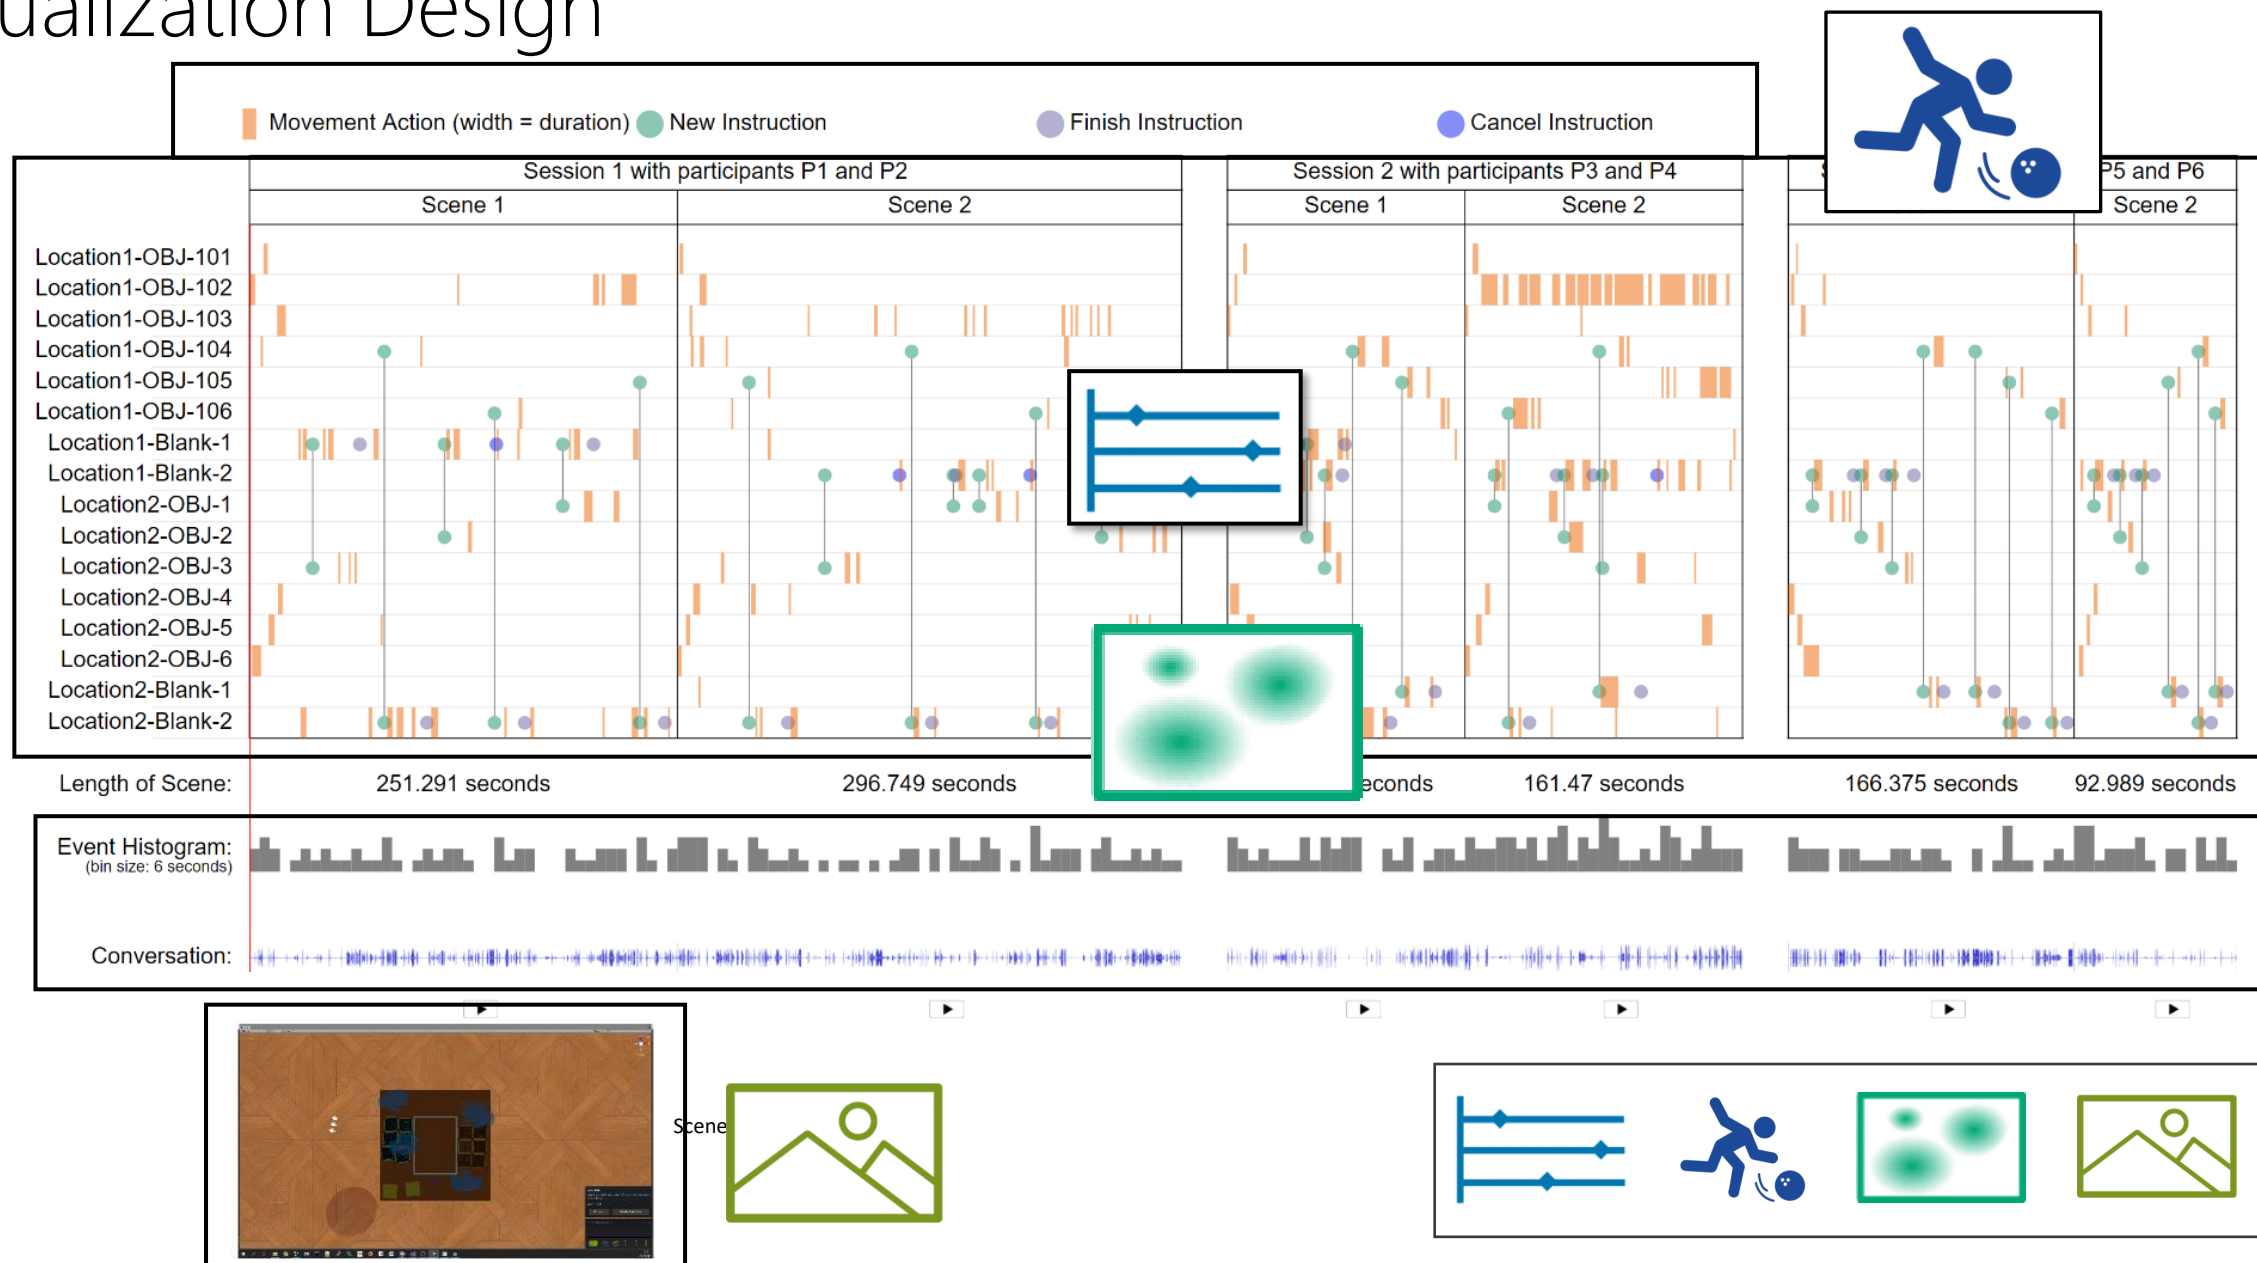 ualization Design
Movement Action (width = duration) New Instruction Finish Instruction Cancel Instruction
Session 1 with participants P1 and P2 Session 2 with participants P3 and P4 P5 and P6
Scene 1 Scene 2 Scene 1 Scene 2 Scene 2
Location1-OBJ-101
Location1-OBJ-102
Location1-OBJ-103
Location1-OBJ-104
Location1-OBJ-105
Location1-OBJ-106
Location1-Blank-1
Location1-Blank-2
Location2-OBJ-1
Location2-OBJ-2
Location2-OBJ-3
Location2-OBJ-4
Location2-OBJ-5
Location2-OBJ-6
Location2-Blank-1
Location2-Blank-2
Length of Scene: 251.291 seconds 296.749 seconds econds 161.47 seconds 166.375 seconds 92.989 seconds
Event Histogram:
(bin size: 6 seconds)
Conversation:
Scene